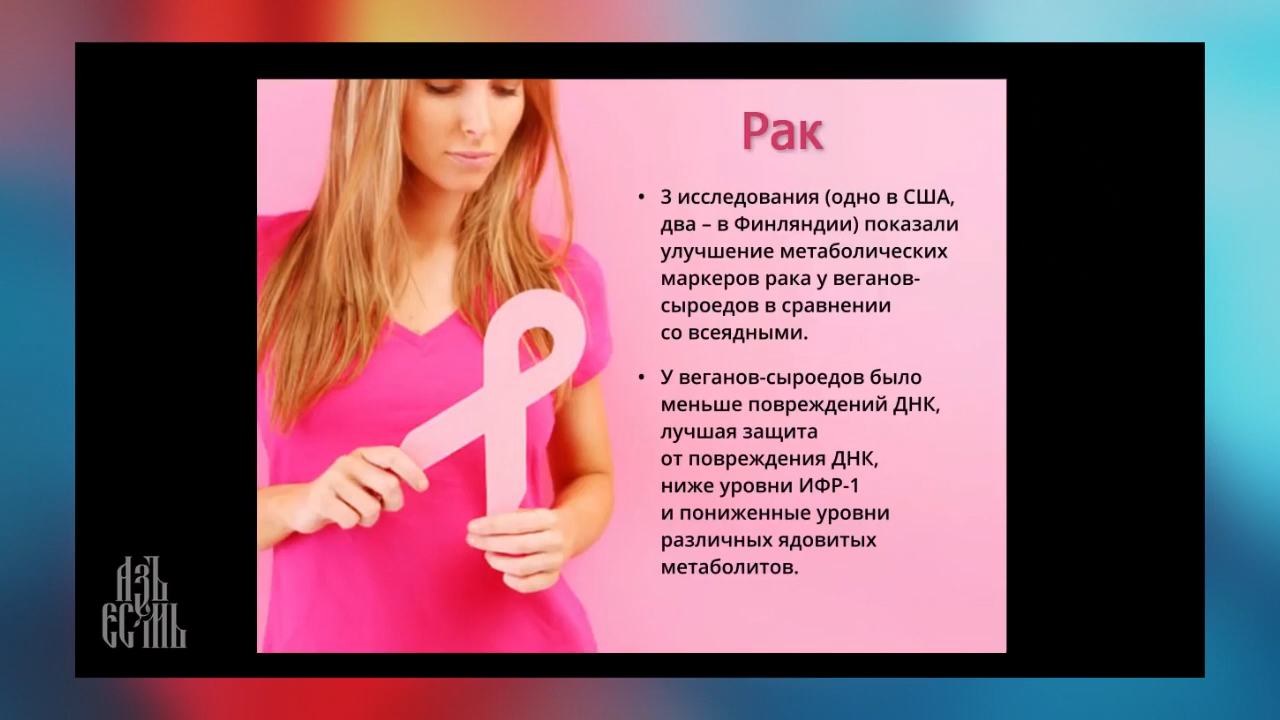 Рак
• 3 исследования (одно в США,
два – в Финляндии) показали
улучшение метаболических
маркеров рака у веганов-
сыроедов в сравнении
со всеядными.
• У веганов-сыроедов было
меньше повреждений ДНК,
лучшая защита
от повреждения ДНК,
ниже уровни ИФР-1
и пониженные уровни
различных ядовитых
метаболитов.
АЗЪ
ЕСМЬ